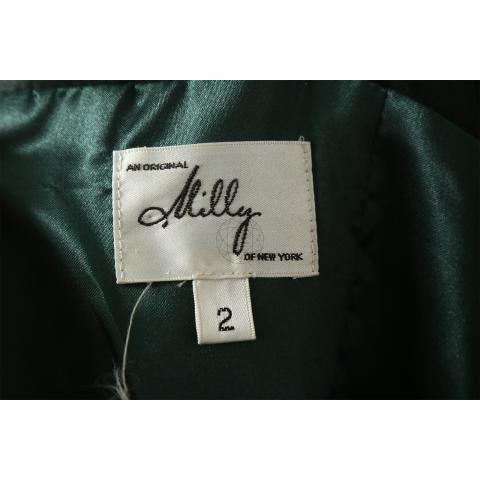 AN ORIGINAL
Milly
OF NEW YORK
2